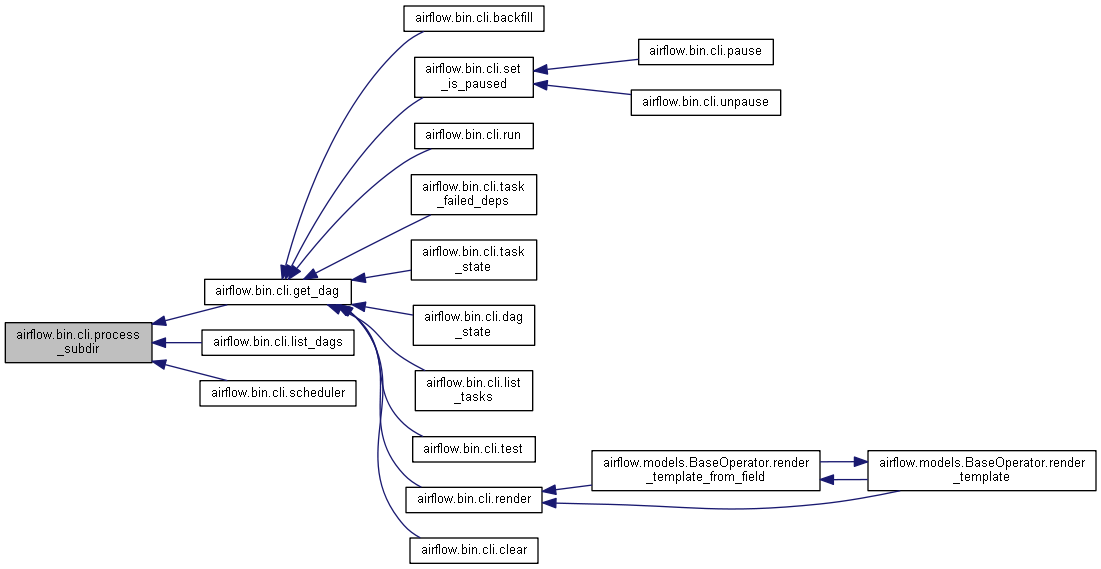 airflow.bin.cli.backfill
airflow.bin.cli.set
_is_paused
airflow.bin.cli.pause
airflow.bin.cli.unpause
airflow.bin.cli.run
airflow.bin.cli.task
_failed_deps
airflow.bin.cli.task
_state
airflow.bin.cli.get_dag
airflow.bin.cli.dag
_state
airflow.bin.cli.process
_subdir
airflow.bin.cli.list_dags
airflow.bin.cli.scheduler
airflow.bin.cli.list
_tasks
airflow.bin.cli.test
airflow.models.BaseOperator.render
_template_from_field
airflow.models.BaseOperator.render
_template
airflow.bin.cli.render
airflow.bin.cli.clear